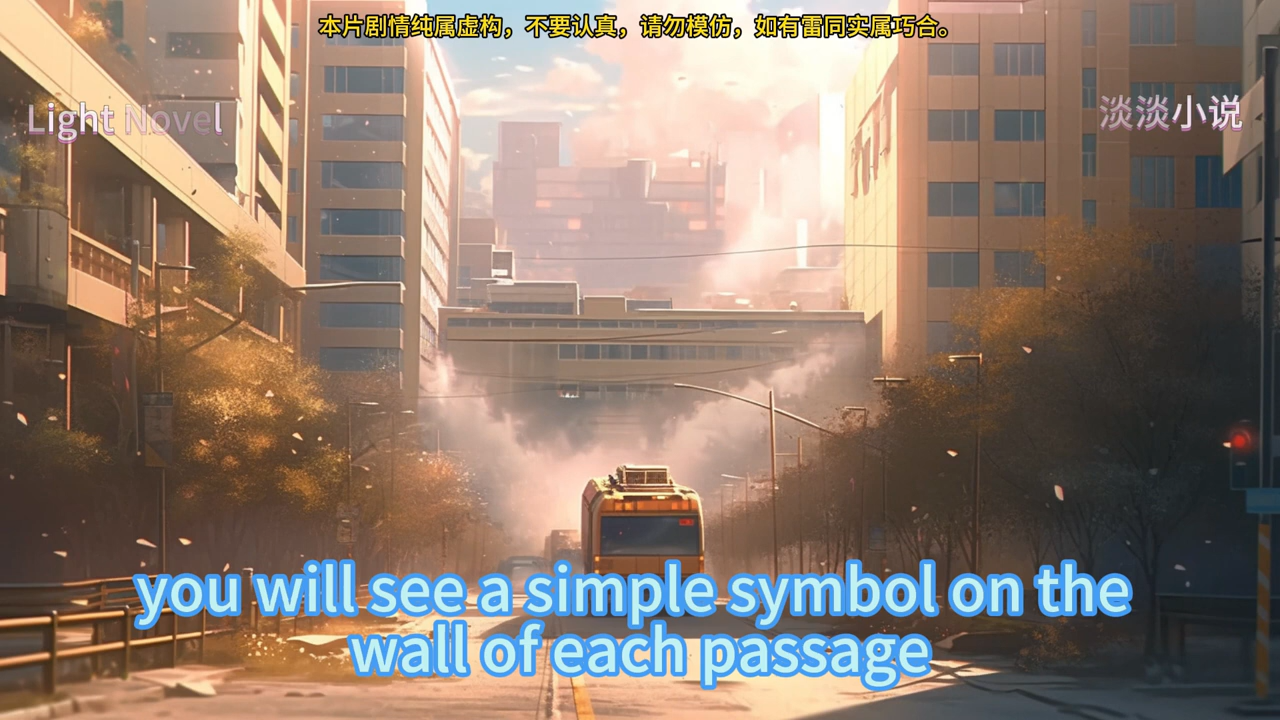 本片剧情纯属虚构，不要认真，请勿模仿，如有雷同实属巧合。
Light Novel
淡淡小说
you will see a simple symbol on the
wall of each passage